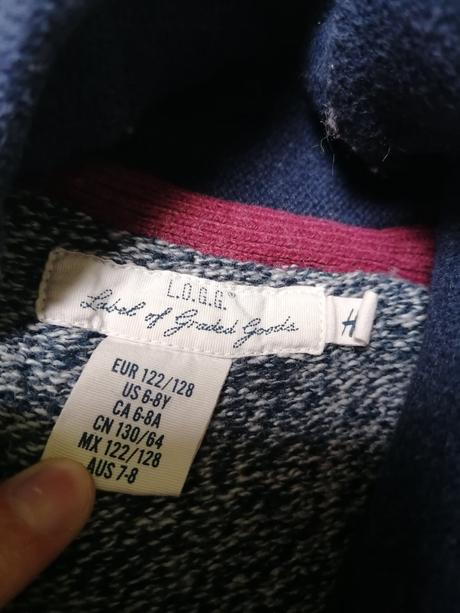 L.O.G.G.™
Label of Graded Goods
H
EUR 122/128
US 6-8Y
CA 6-8A
CN 130/64
MX 122/128
AUS 7-8